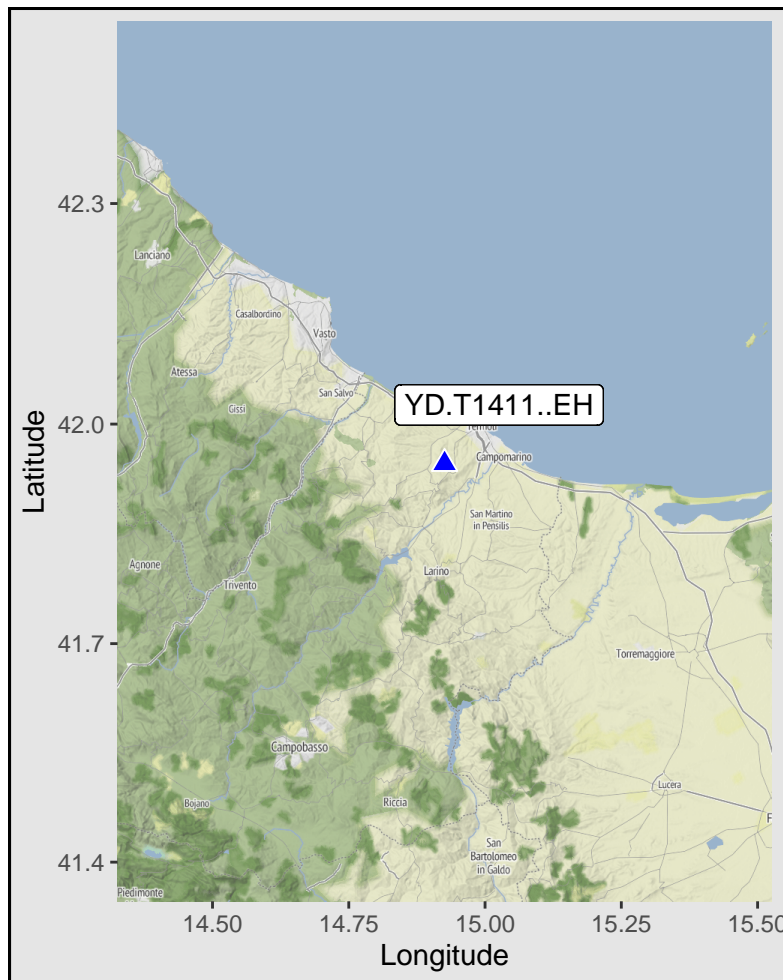 42.3
42.0
41.7
41.4
Latitude
Lanciano
Casalbordino
Vasto
Atessa
San Salvo
Gissi
YD.T1411..EH
Termoli
Campomarino
San Martino
in Pensilis
Agnone
Larino
Trivento
Torremaggiore
Campobasso
Lucera
Bojano
Riccia
San
Bartolomeo
in Galdo
Piedimonte
14.50
14.75
15.00
15.25
15.50
Longitude